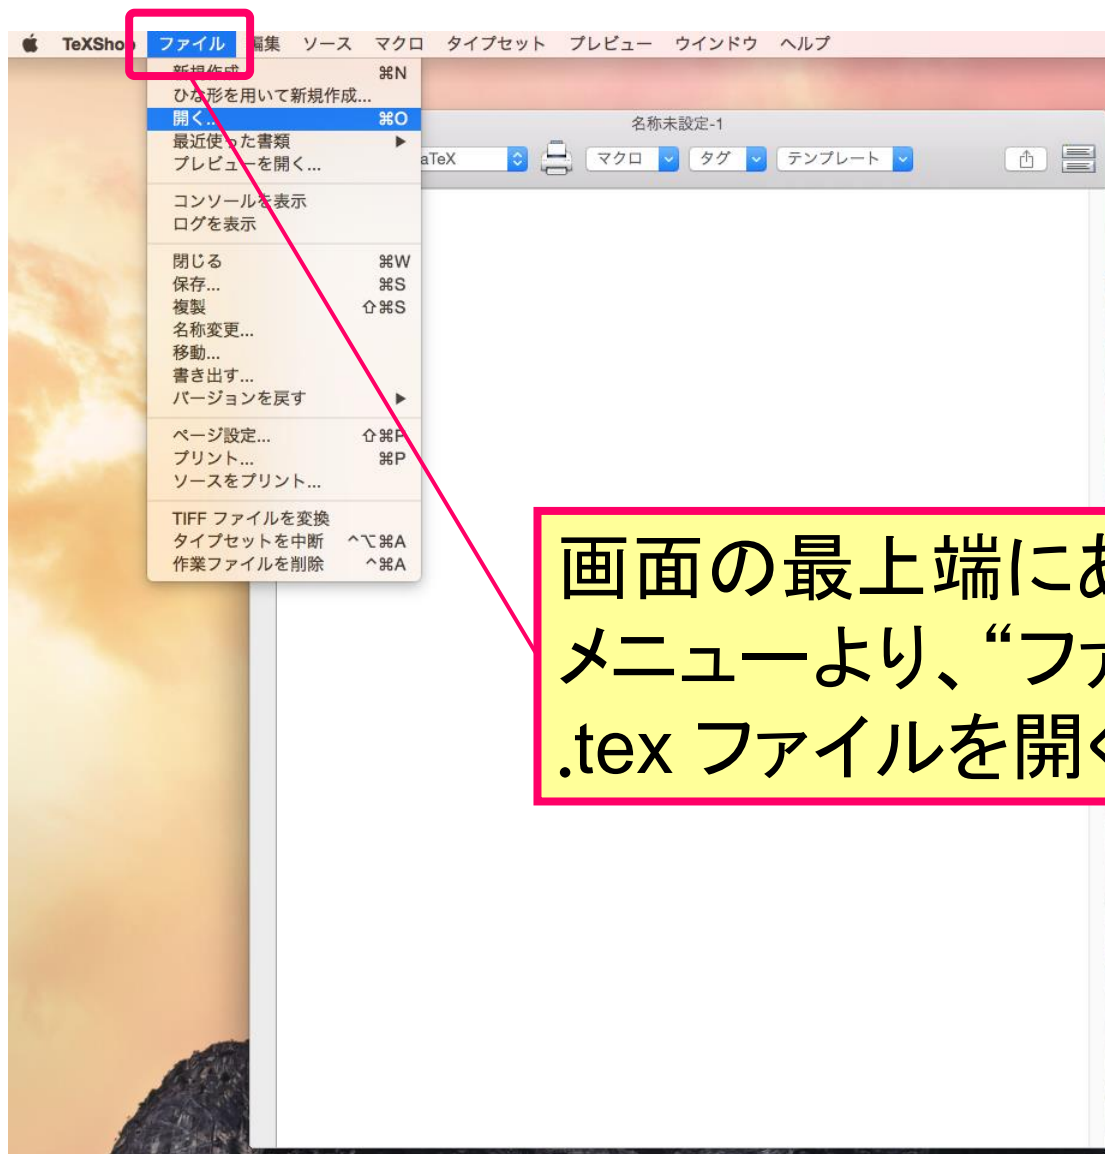 TeXShop ファイル 編集 ソース マクロ タイプセット プレビュー ウインドウ ヘルプ
新規作成 ⌘N
ひな形を用いて新規作成...
開く... ⌘O
最近使った書類 ▶
プレビューを開く...
コンソールを表示
ログを表示
閉じる ⌘W
保存... ⌘S
複製 ⇧⌘S
名称変更...
移動...
書き出す...
バージョンを戻す ▶
ページ設定... ⇧⌘P
プリント... ⌘P
ソースをプリント...
TIFF ファイルを変換
タイプセットを中断 ^⌥⌘A
作業ファイルを削除 ^⌘A
名称未設定-1
aTeX マクロ タグ テンプレート
画面の最上端にあ
メニューより、“ファ
.tex ファイルを開く